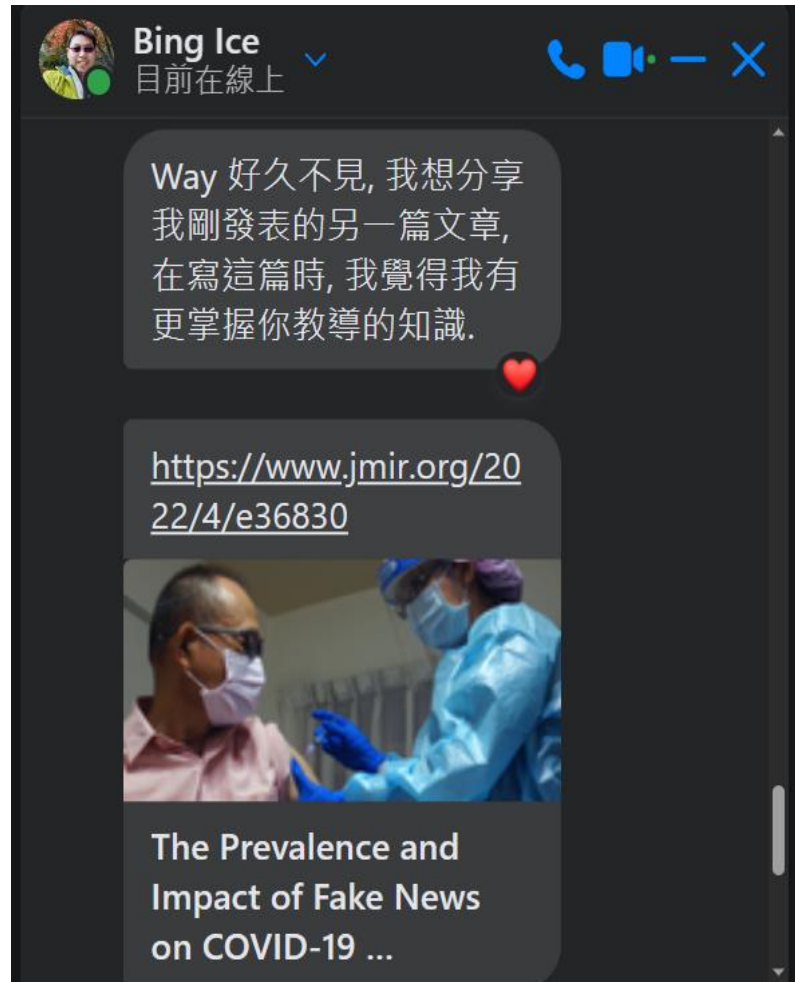 Bing Ice
目前在線上
Way 好久不見, 我想分享
我剛發表的另一篇文章,
在寫這篇時, 我覺得我有
更掌握你教導的知識.
https://www.jmir.org/20
22/4/e36830
The Prevalence and
Impact of Fake News
on COVID-19 ...